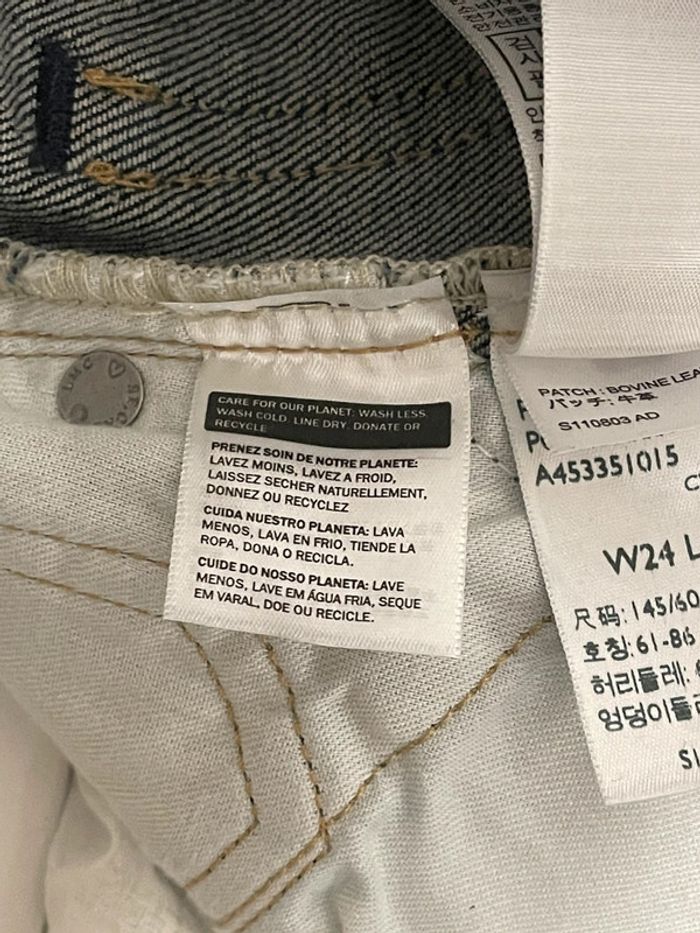 CARE FOR OUR PLANET: WASH LESS,
WASH COLD, LINE DRY, DONATE OR
RECYCLE
PRENEZ SOIN DE NOTRE PLANETE:
LAVEZ MOINS, LAVEZ A FROID,
LAISSEZ SECHER NATURELLEMENT,
DONNEZ OU RECYCLEZ
CUIDA NUESTRO PLANETA: LAVA
MENOS, LAVA EN FRIO, TIENDE LA
ROPA, DONA O RECICLA.
CUIDE DO NOSSO PLANETA: LAVE
MENOS, LAVE EM ÁGUA FRIA, SEQUE
EM VARAL, DOE OU RECICLE.
PATCH: BOVINE LEA
パッチ: 牛革
S110803 AD
A453351015
W24 L
尺码: 145/60
호칭: 61-86
허리둘레:
엉덩이둘레